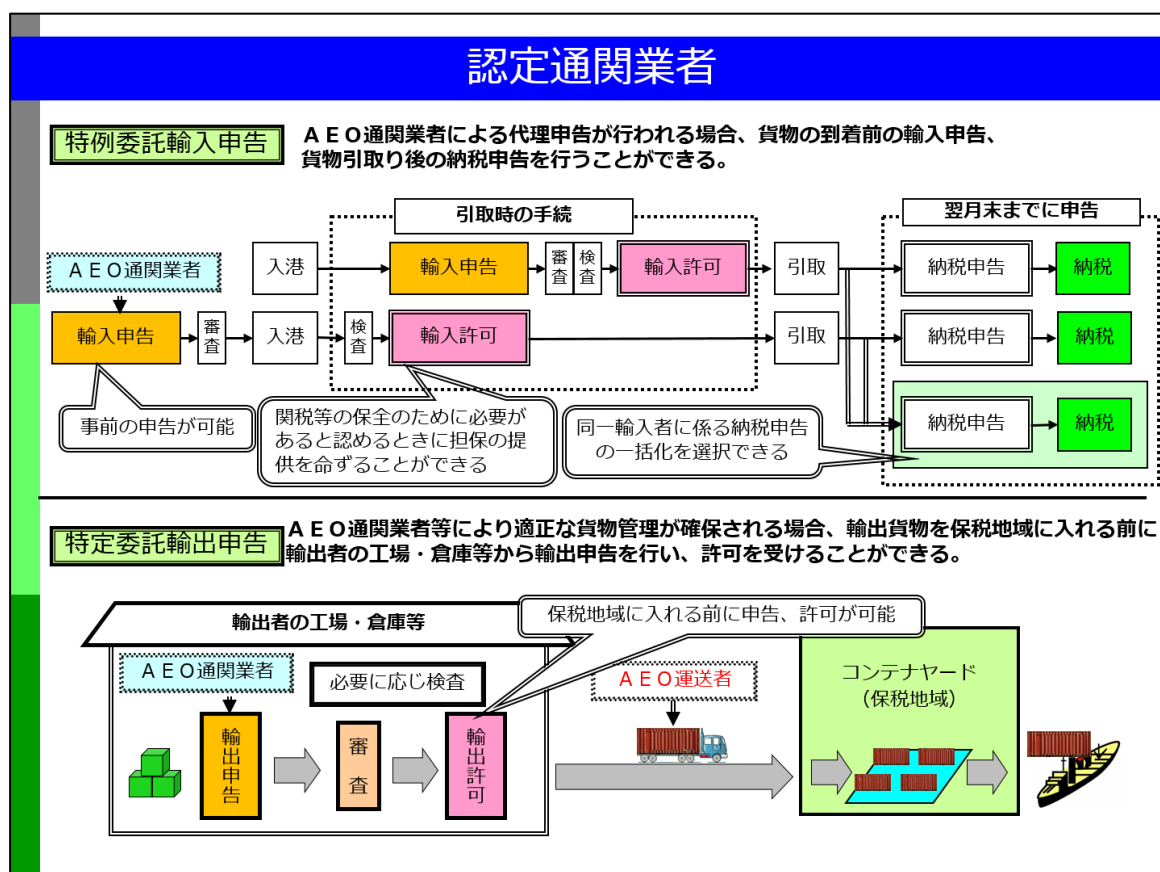 認定通関業者
特例委託輸入申告
ＡＥＯ通関業者による代理申告が行われる場合、貨物の到着前の輸入申告、
貨物引取り後の納税申告を行うことができる。
引取時の手続
翌月末までに申告
ＡＥＯ通関業者
入港
輸入申告
審査
検査
輸入許可
引取
納税申告
納税
輸入申告
審査
入港
検査
輸入許可
引取
納税申告
納税
事前の申告が可能
関税等の保全のために必要が
あると認めるときに担保の提
供を命ずることができる
同一輸入者に係る納税申告
の一括化を選択できる
納税申告
納税
特定委託輸出申告
ＡＥＯ通関業者等により適正な貨物管理が確保される場合、輸出貨物を保税地域に入れる前に
輸出者の工場・倉庫等から輸出申告を行い、許可を受けることができる。
輸出者の工場・倉庫等
保税地域に入れる前に申告、許可が可能
ＡＥＯ通関業者
必要に応じ検査
ＡＥＯ運送者
コンテナヤード
（保税地域）
輸出申告
審査
輸出許可